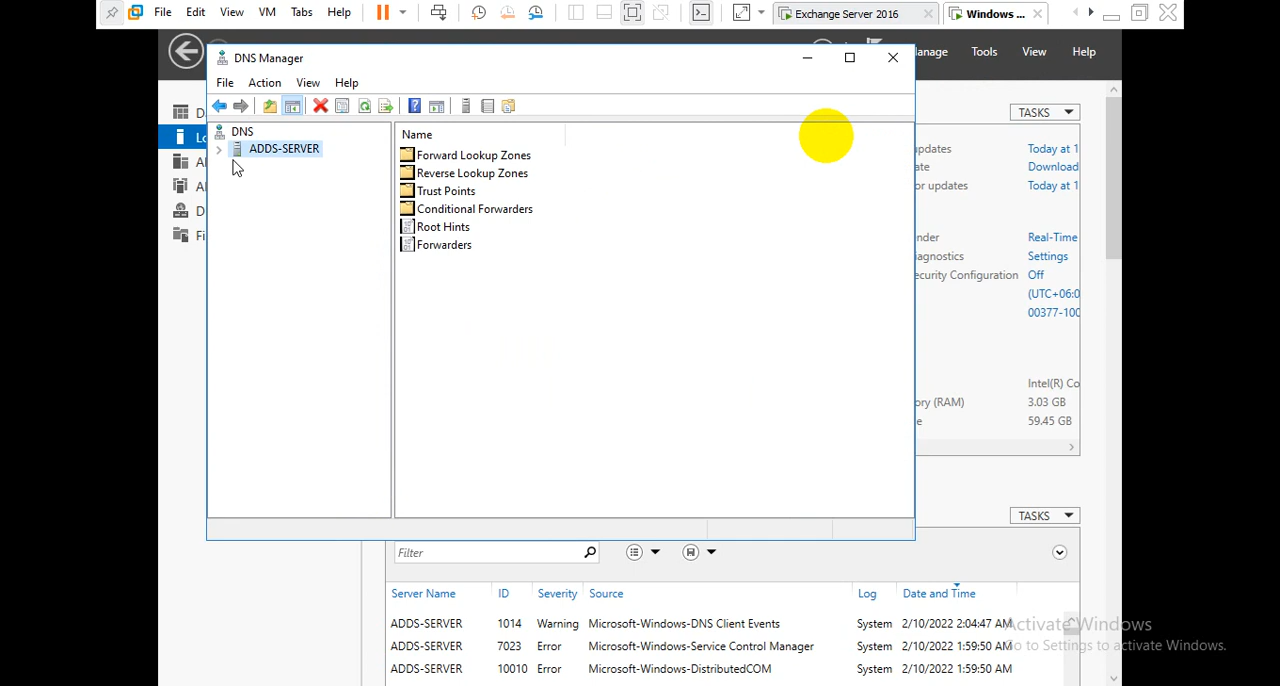 File Edit View VM Tabs Help Exchange Server 2016 Windows ...
DNS Manager
anage Tools View Help
File Action View Help
DNS
ADDS-SERVER
Name
Forward Lookup Zones
Reverse Lookup Zones
Trust Points
Conditional Forwarders
Root Hints
Forwarders
D
Lo
Al
Al
D
Fi
TASKS
pdates Today at 1
ate Download
or updates Today at 1
nder Real-Time
iagnostics Settings
ecurity Configuration Off
(UTC+06:0
00377-100
Intel(R) Co
ory (RAM) 3.03 GB
e 59.45 GB
TASKS
Filter
Server Name ID Severity Source Log Date and Time
ADDS-SERVER 1014 Warning Microsoft-Windows-DNS Client Events System 2/10/2022 2:04:47 AM
ADDS-SERVER 7023 Error Microsoft-Windows-Service Control Manager System 2/10/2022 1:59:50 AM
ADDS-SERVER 10010 Error Microsoft-Windows-DistributedCOM System 2/10/2022 1:59:50 AM
Activate Windows
Go to Settings to activate Windows.